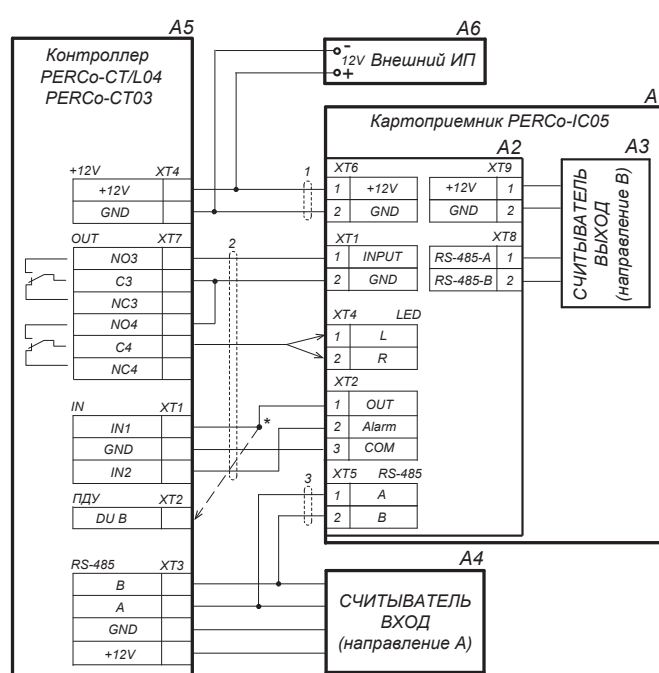 A5
Контроллер
PERCo-CT/L04
PERCo-CT03
+12V XT4
+12V
GND
OUT XT7
NO3
C3
NC3
NO4
C4
NC4
IN XT1
IN1
GND
IN2
ПДУ XT2
DU B
RS-485 XT3
B
A
GND
+12V
A6
-
12V Внешний ИП
+
1
2
*
3
A
Картоприемник PERCo-IC05
A2
XT6
1 +12V
2 GND
XT1
1 INPUT
2 GND
XT4 LED
1 L
2 R
XT2
1 OUT
2 Alarm
3 COM
XT5 RS-485
1 A
2 B
XT9
+12V 1
GND 2
XT8
RS-485-A 1
RS-485-B 2
A3
СЧИТЫВАТЕЛЬ
ВЫХОД
(направление В)
A4
СЧИТЫВАТЕЛЬ
ВХОД
(направление А)